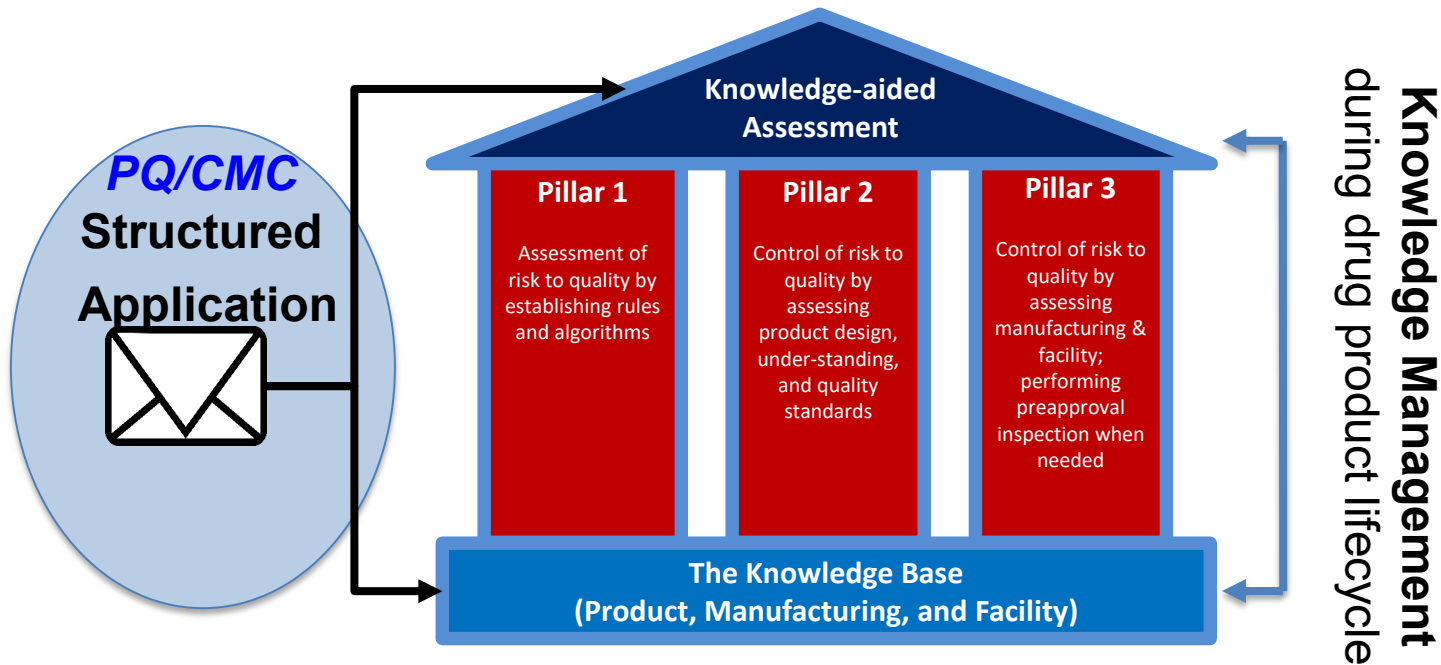 PQ/CMC
Structured
Application
Knowledge-aided
Assessment
Pillar 1
Assessment of
risk to quality by
establishing rules
and algorithms
Pillar 2
Control of risk to
quality by
assessing
product design,
under-standing,
and quality
standards
Pillar 3
Control of risk to
quality by
assessing
manufacturing &
facility;
performing
preapproval
inspection when
needed
The Knowledge Base
(Product, Manufacturing, and Facility)
Knowledge Management
during drug product lifecycle